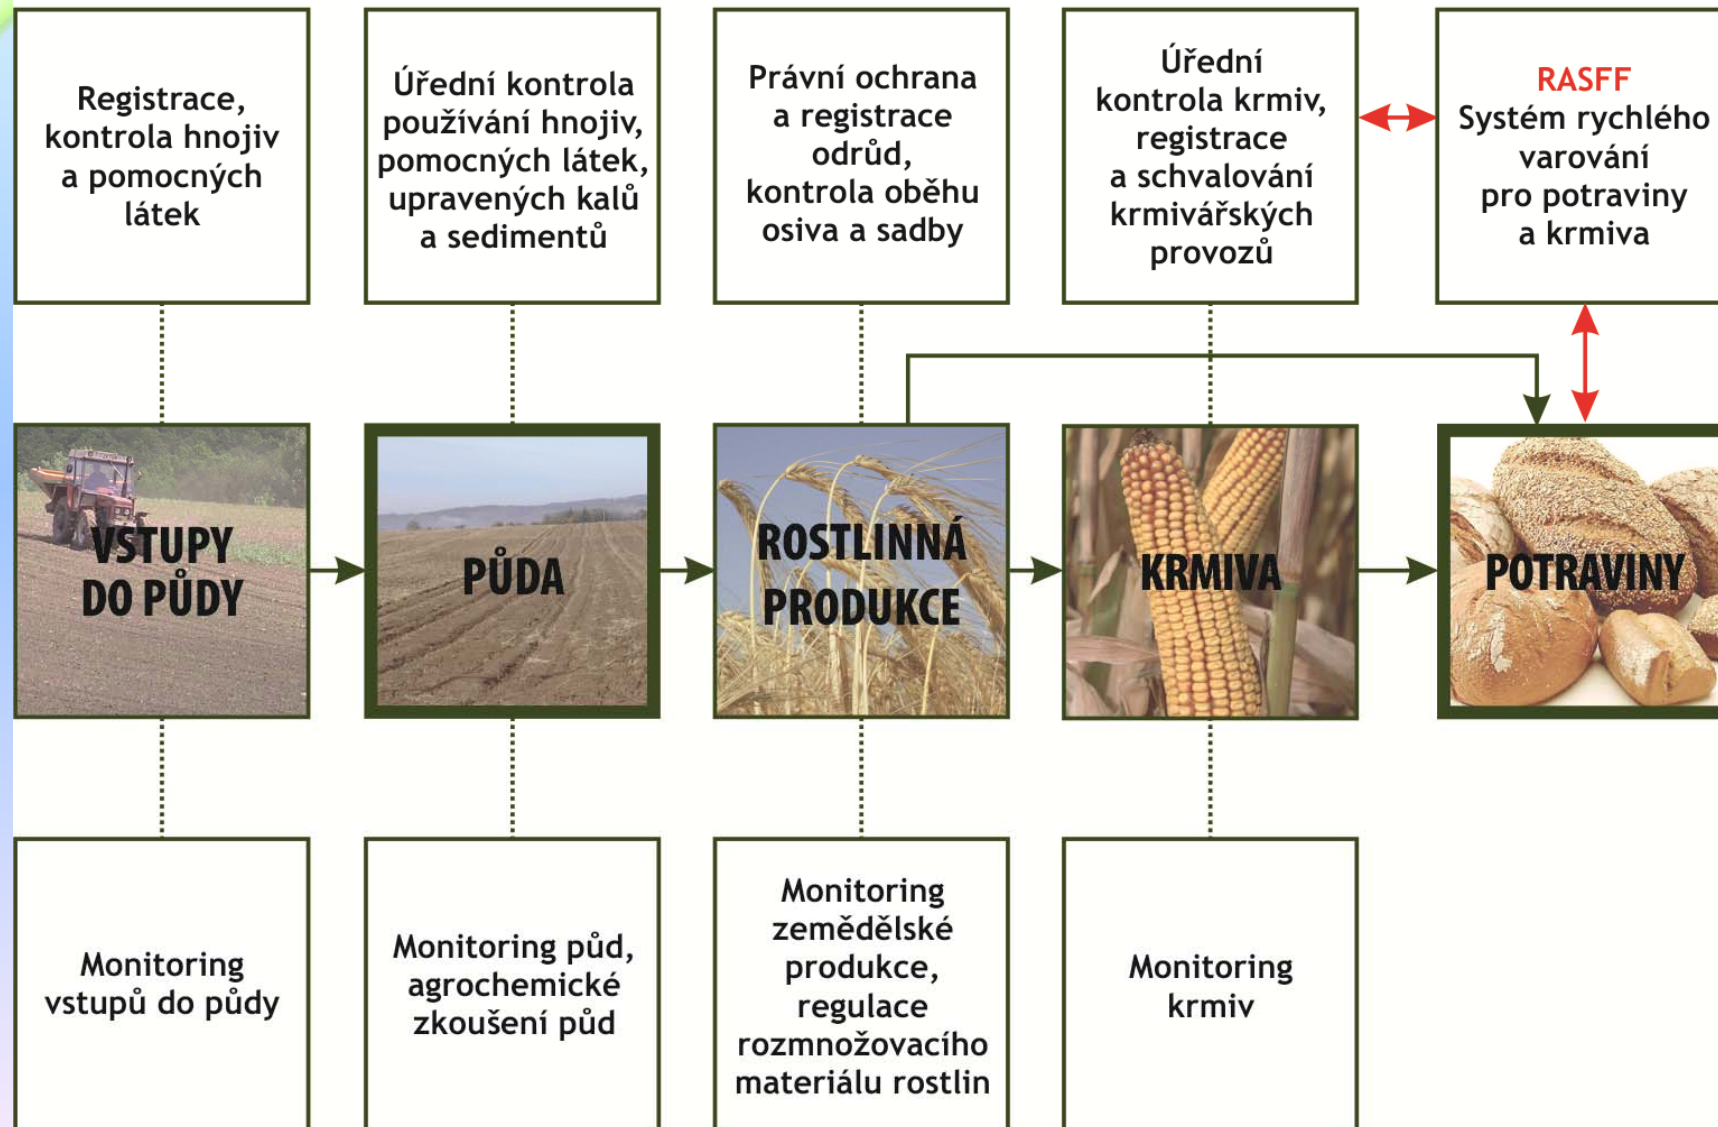 Registrace,
kontrola hnojiv
a pomocných
látek
Úřední kontrola
používání hnojiv,
pomocných látek,
upravených kalů
a sedimentů
Právní ochrana
a registrace
odrůd,
kontrola oběhu
osiva a sadby
Úřední
kontrola krmiv,
registrace
a schvalování
krmivářských
provozů
RASFF
Systém rychlého
varování
pro potraviny
a krmiva
VSTUPY
DO PŮDY
PŮDA
ROSTLINNÁ
PRODUKCE
KRMIVA
POTRAVINY
Monitoring
vstupů do půdy
Monitoring půd,
agrochemické
zkoušení půd
Monitoring
zemědělské
produkce,
regulace
rozmnožovacího
materiálu rostlin
Monitoring
krmiv